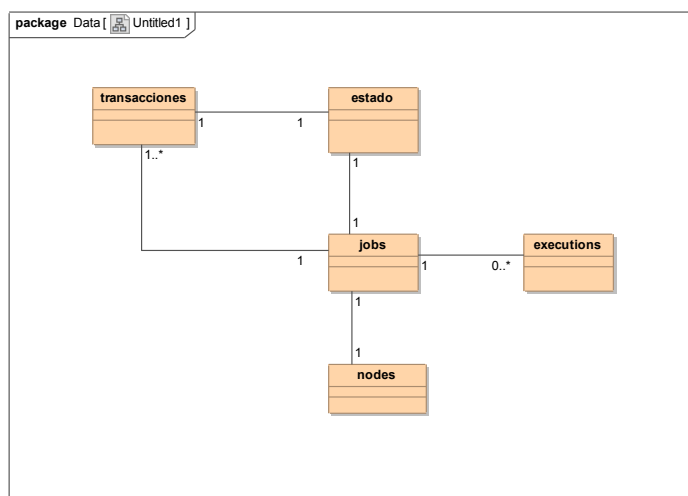 package Data [ Untitled1 ]
transacciones
estado
1
1
1..*
1
1
jobs
executions
1
1
0..*
1
1
nodes